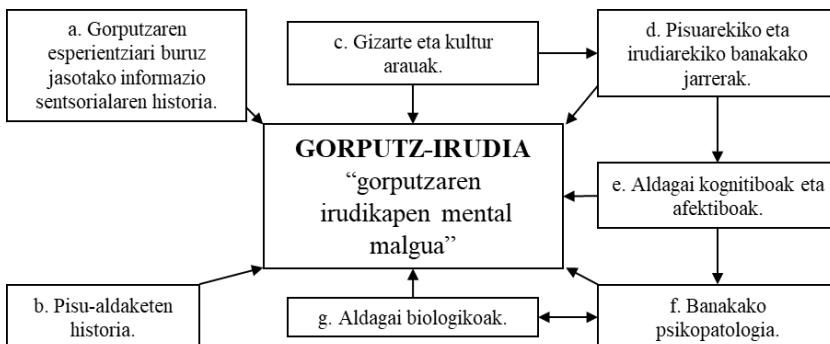 a. Gorputzaren
esperientziari buruz
jasotako informazio
sentsorialaren historia.
c. Gizarte eta kultur
arauak.
d. Pisuarekiko eta
irudiarekiko banakako
jarrerak.
GORPUTZ-IRUDIA
“gorputzaren
irudikapen mental
malgua”
e. Aldagai kognitiboak eta
afektiboak.
b. Pisu-aldaketen
historia.
g. Aldagai biologikoak.
f. Banakako
psikopatologia.